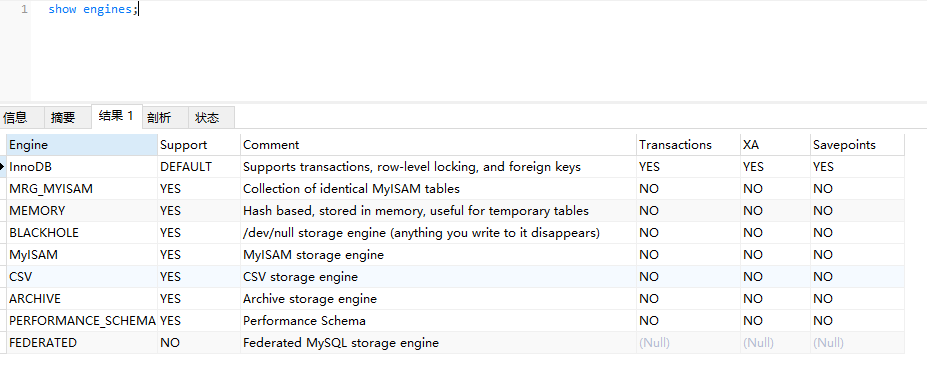 1 show engines;
信息 摘要 结果 1 剖析 状态
Engine Support Comment Transactions XA Savepoints
InnoDB DEFAULT Supports transactions, row-level locking, and foreign keys YES YES YES
MRG_MYISAM YES Collection of identical MyISAM tables NO NO NO
MEMORY YES Hash based, stored in memory, useful for temporary tables NO NO NO
BLACKHOLE YES /dev/null storage engine (anything you write to it disappears) NO NO NO
MyISAM YES MyISAM storage engine NO NO NO
CSV YES CSV storage engine NO NO NO
ARCHIVE YES Archive storage engine NO NO NO
PERFORMANCE_SCHEMA YES Performance Schema NO NO NO
FEDERATED NO Federated MySQL storage engine (Null) (Null) (Null)